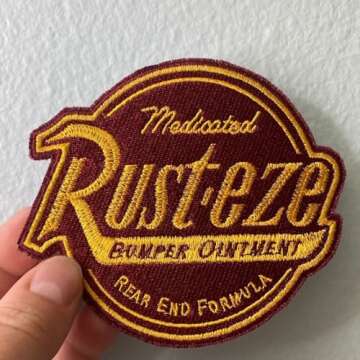 Medicated
Rust-eze
BUMPER OINTMENT
REAR END FORMULA